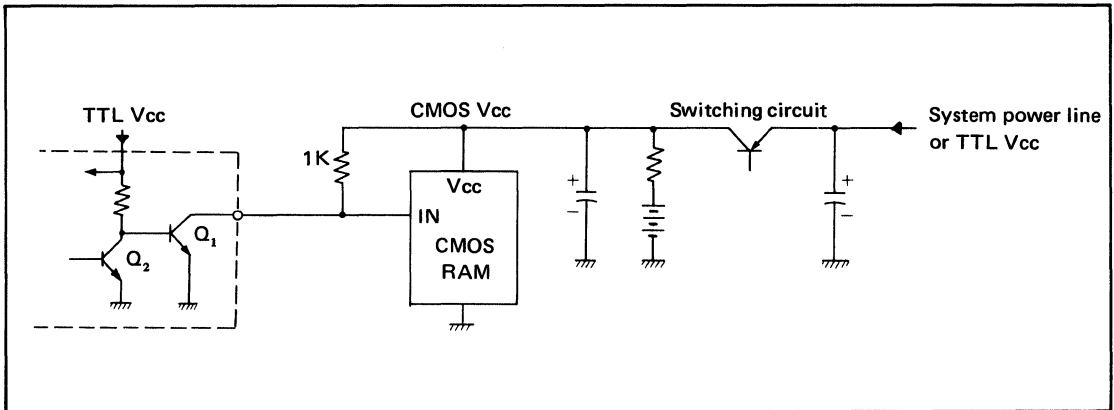 TTL Vcc
CMOS Vcc
Switching circuit
System power line
or TTL Vcc
1K
Vcc
IN
CMOS
RAM
Q₁
Q₂
+
−
+
−